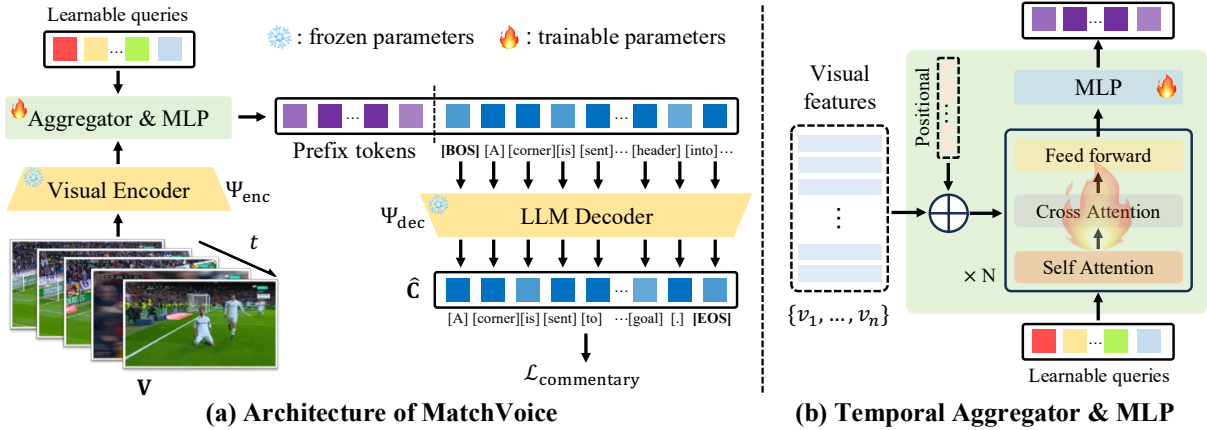 Learnable queries
: frozen parameters
: trainable parameters
Aggregator & MLP
...
...
Prefix tokens
[BOS] [A] [corner][is] [sent]... [header] [into]...
Visual Encoder
Ψenc
Ψdec
LLM Decoder
t
Ĉ
...
[A] [corner][is] [sent] [to] ...[goal] [.] [EOS]
ℒcommentary
V
(a) Architecture of MatchVoice
...
Visual
features
Positional
MLP
Feed forward
Cross Attention
Self Attention
× N
{v1, ..., vn}
...
Learnable queries
(b) Temporal Aggregator & MLP